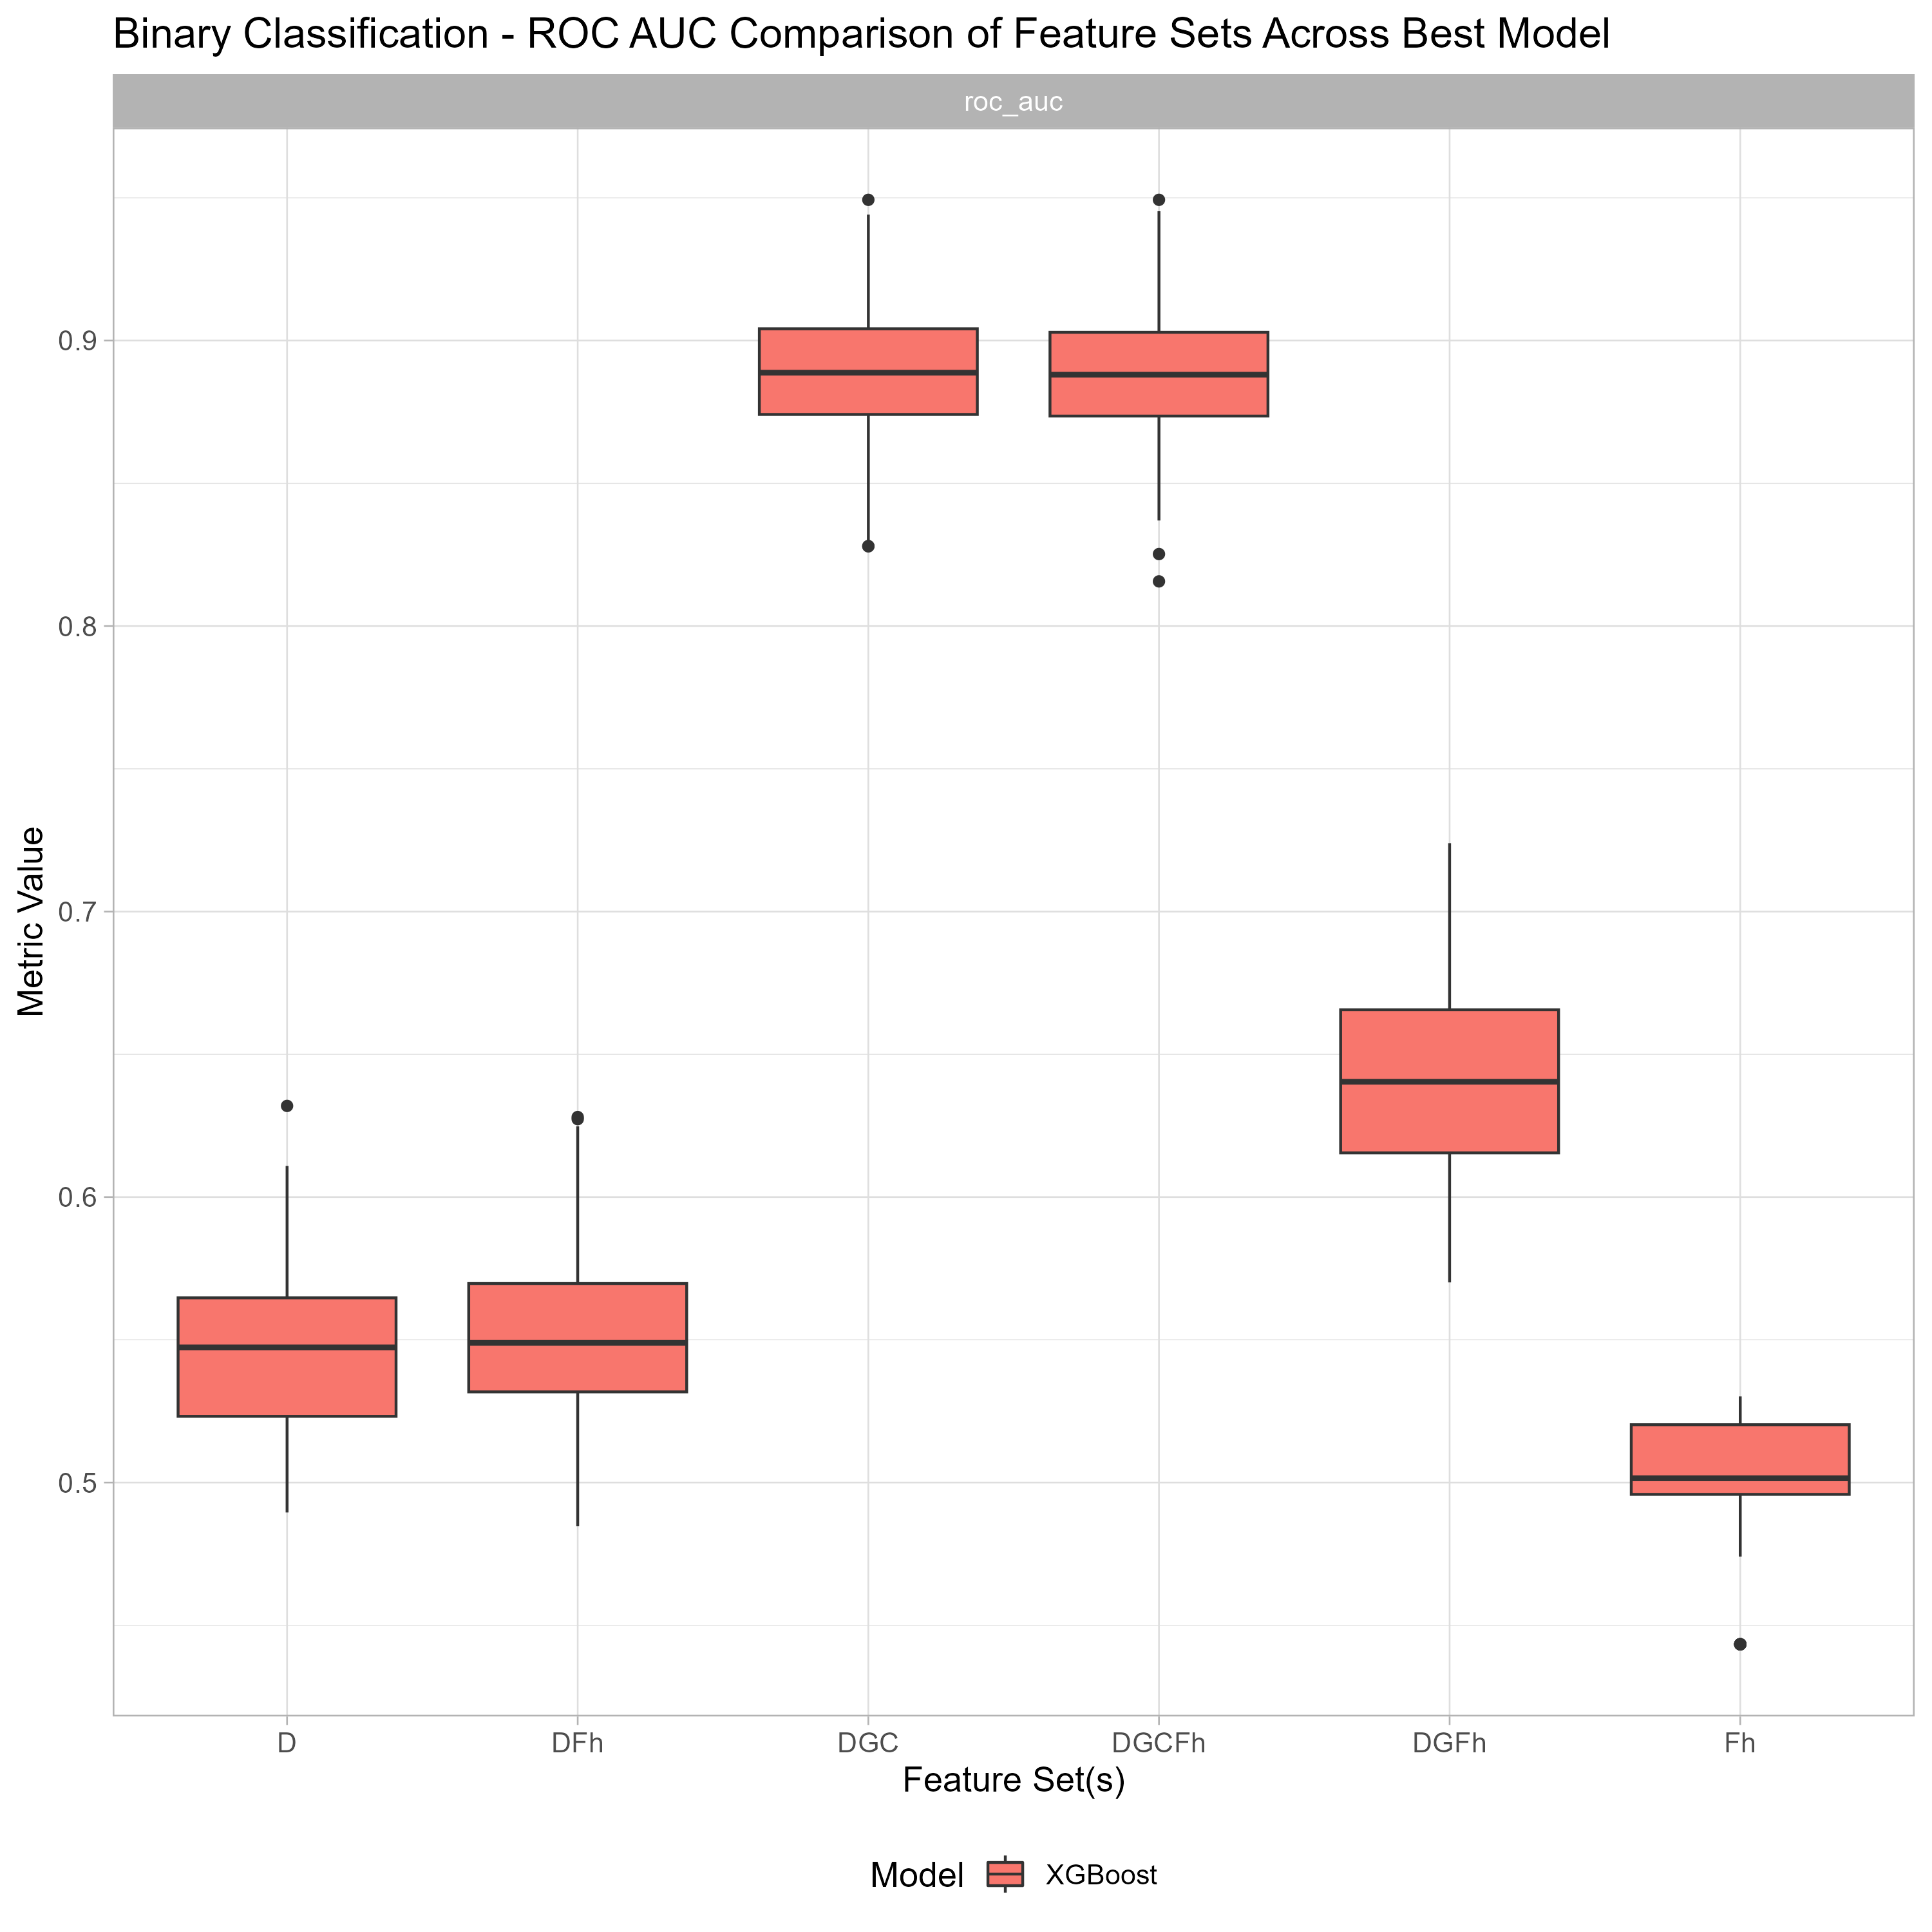 Binary Classification - ROC AUC Comparison of Feature Sets Across Best Model
roc_auc
Metric Value
0.9
0.8
0.7
0.6
0.5
D DFh DGC DGCFh DGFh Fh
Feature Set(s)
Model XGBoost